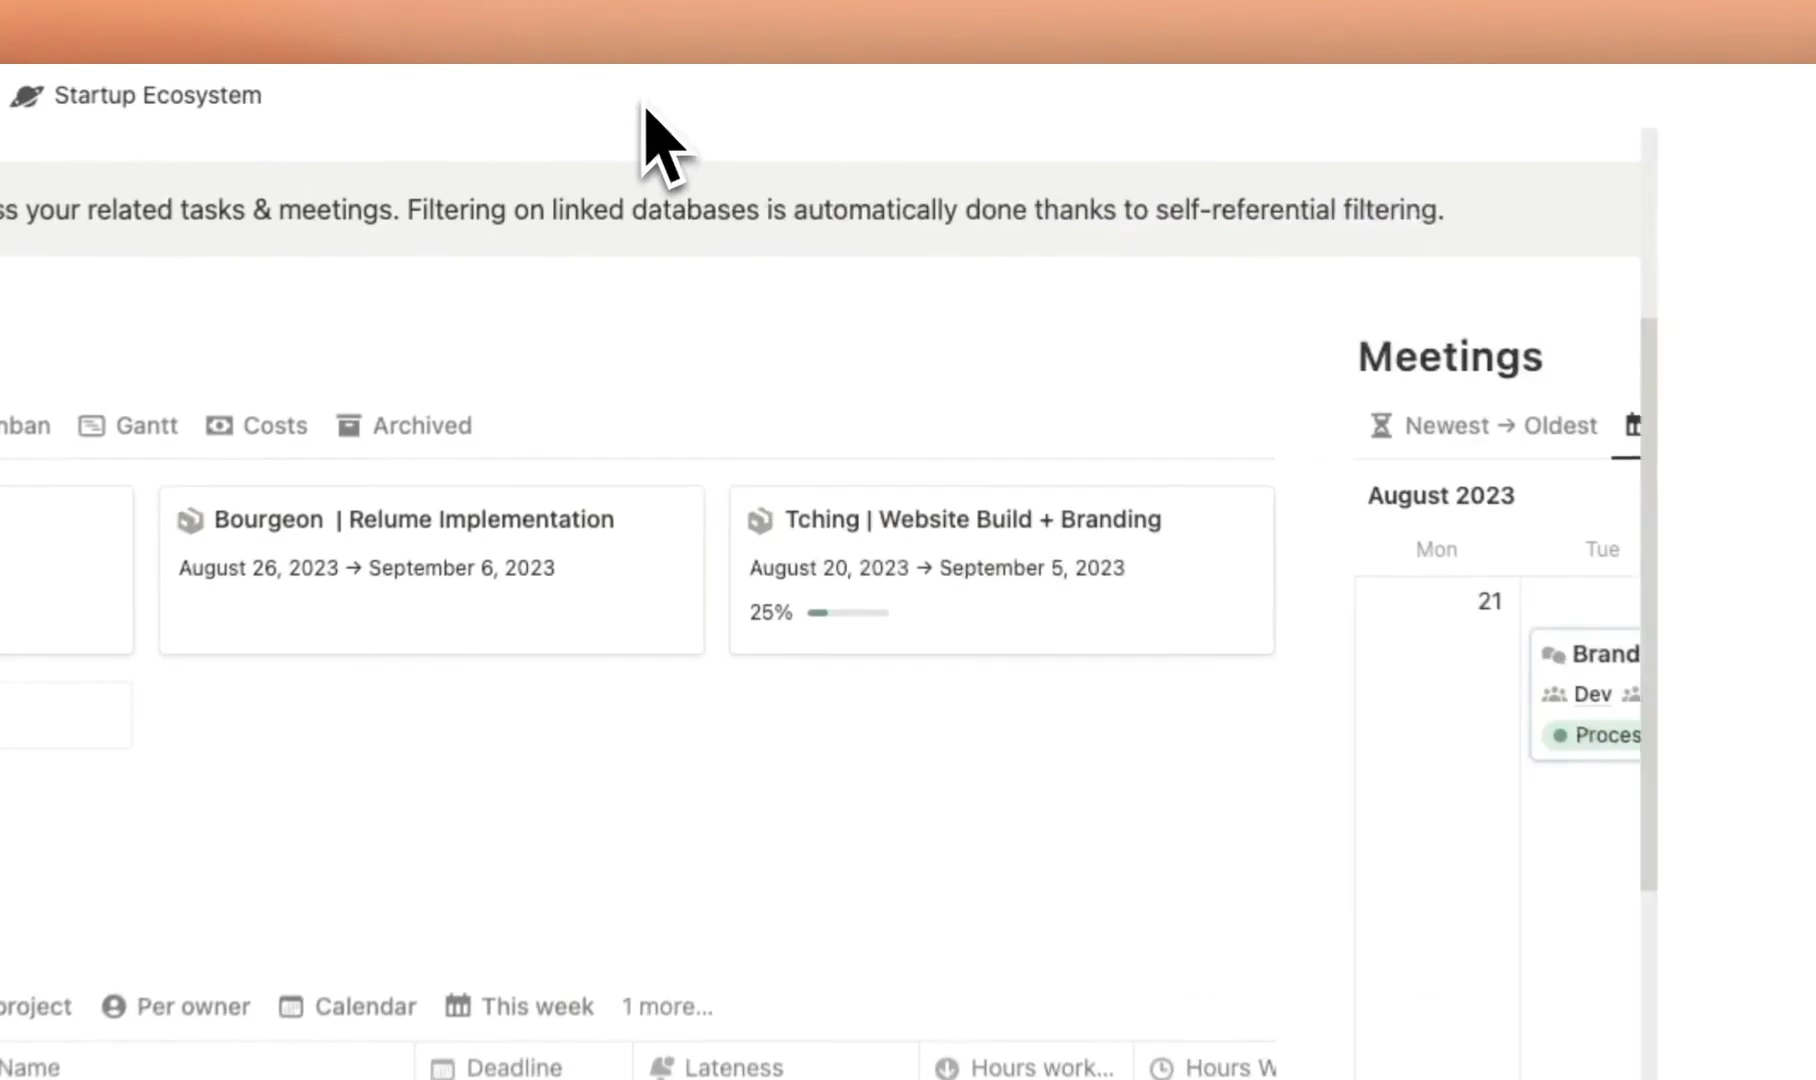 Startup Ecosystem
your related tasks & meetings. Filtering on linked databases is automatically done thanks to self-referential filtering.
Meetings
Gantt Costs Archived
Newest → Oldest
August 2023
Mon Tue
21
Bourgeon | Relume Implementation
August 26, 2023 → September 6, 2023
Tching | Website Build + Branding
August 20, 2023 → September 5, 2023
25%
Brand
Dev
Proces
project Per owner Calendar This week 1 more...
Name Deadline Lateness Hours work... Hours W